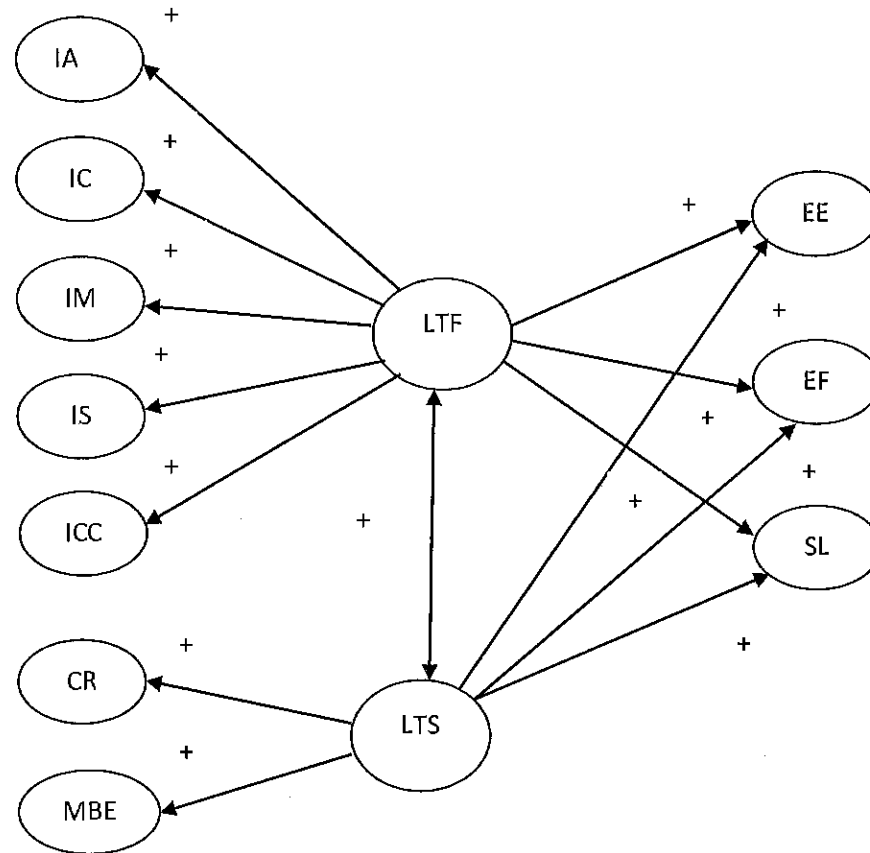 +
IA
+
IC
+
EE
+
+
IM
LTF
+
+
IS
EF
+
+
+
+
+
ICC
SL
+
+
CR
LTS
+
MBE